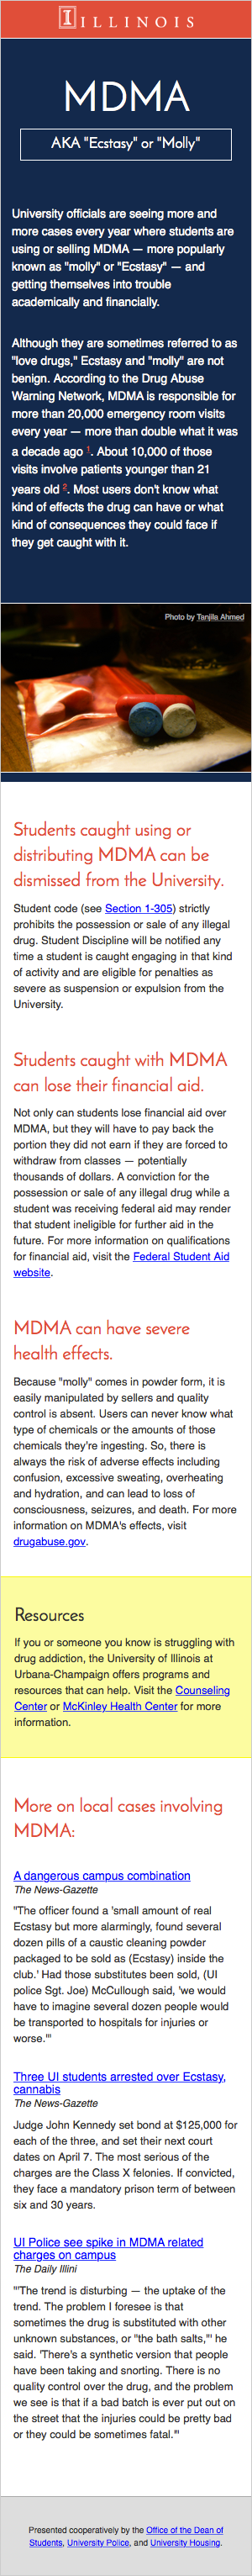 ILLINOIS
MDMA
AKA "Ecstasy" or "Molly"
University officials are seeing more and
more cases every year where students are
using or selling MDMA — more popularly
known as "molly" or "Ecstasy" — and
getting themselves into trouble
academically and financially.
Although they are sometimes referred to as
"love drugs," Ecstasy and "molly" are not
benign. According to the Drug Abuse
Warning Network, MDMA is responsible for
more than 20,000 emergency room visits
every year — more than double what it was
a decade ago 1. About 10,000 of those
visits involve patients younger than 21
years old 2. Most users don't know what
kind of effects the drug can have or what
kind of consequences they could face if
they get caught with it.
Photo by Tanjila Ahmed
Students caught using or
distributing MDMA can be
dismissed from the University.
Student code (see Section 1-305) strictly
prohibits the possession or sale of any illegal
drug. Student Discipline will be notified any
time a student is caught engaging in that kind
of activity and are eligible for penalties as
severe as suspension or expulsion from the
University.
Students caught with MDMA
can lose their financial aid.
Not only can students lose financial aid over
MDMA, but they will have to pay back the
portion they did not earn if they are forced to
withdraw from classes — potentially
thousands of dollars. A conviction for the
possession or sale of any illegal drug while a
student was receiving federal aid may render
that student ineligible for further aid in the
future. For more information on qualifications
for financial aid, visit the Federal Student Aid
website.
MDMA can have severe
health effects.
Because "molly" comes in powder form, it is
easily manipulated by sellers and quality
control is absent. Users can never know what
type of chemicals or the amounts of those
chemicals they're ingesting. So, there is
always the risk of adverse effects including
confusion, excessive sweating, overheating
and hydration, and can lead to loss of
consciousness, seizures, and death. For more
information on MDMA's effects, visit
drugabuse.gov.
Resources
If you or someone you know is struggling with
drug addiction, the University of Illinois at
Urbana-Champaign offers programs and
resources that can help. Visit the Counseling
Center or McKinley Health Center for more
information.
More on local cases involving
MDMA:
A dangerous campus combination
The News-Gazette
"The officer found a 'small amount of real
Ecstasy but more alarmingly, found several
dozen pills of a caustic cleaning powder
packaged to be sold as (Ecstasy) inside the
club.' Had those substitutes been sold, (UI
police Sgt. Joe) McCullough said, 'we would
have to imagine several dozen people would
be transported to hospitals for injuries or
worse.'"
Three UI students arrested over Ecstasy,
cannabis
The News-Gazette
Judge John Kennedy set bond at $125,000 for
each of the three, and set their next court
dates on April 7. The most serious of the
charges are the Class X felonies. If convicted,
they face a mandatory prison term of between
six and 30 years.
UI Police see spike in MDMA related
charges on campus
The Daily Illini
"'The trend is disturbing — the uptake of the
trend. The problem I foresee is that
sometimes the drug is substituted with other
unknown substances, or "the bath salts,"' he
said. 'There's a synthetic version that people
have been taking and snorting. There is no
quality control over the drug, and the problem
we see is that if a bad batch is ever put out on
the street that the injuries could be pretty bad
or they could be sometimes fatal.'"
Presented cooperatively by the Office of the Dean of
Students, University Police, and University Housing.